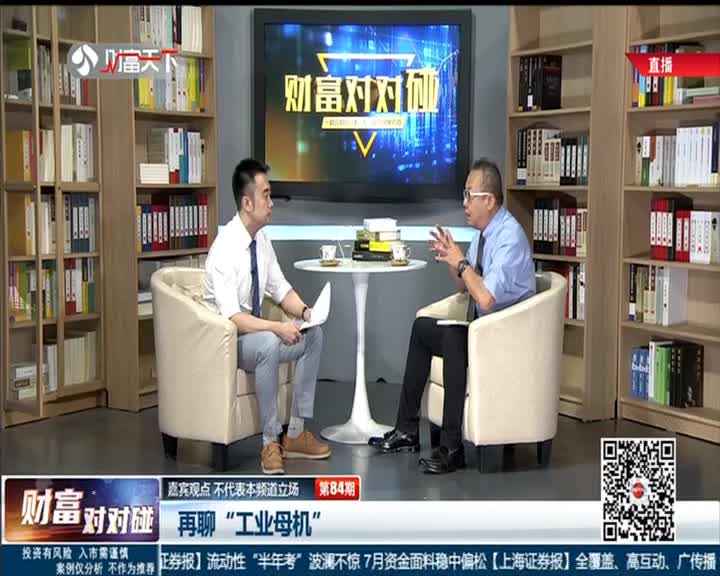 财富天下
直播
财富对对碰
嘉宾观点 不代表本频道立场
第84期
财富对对碰
再聊“工业母机”
投资有风险 入市需谨慎
案例仅分析 不作为推荐
证券报】流动性“半年考”波澜不惊 7月资金面料稳中偏松【上海证券报】全覆盖、高互动、广传播